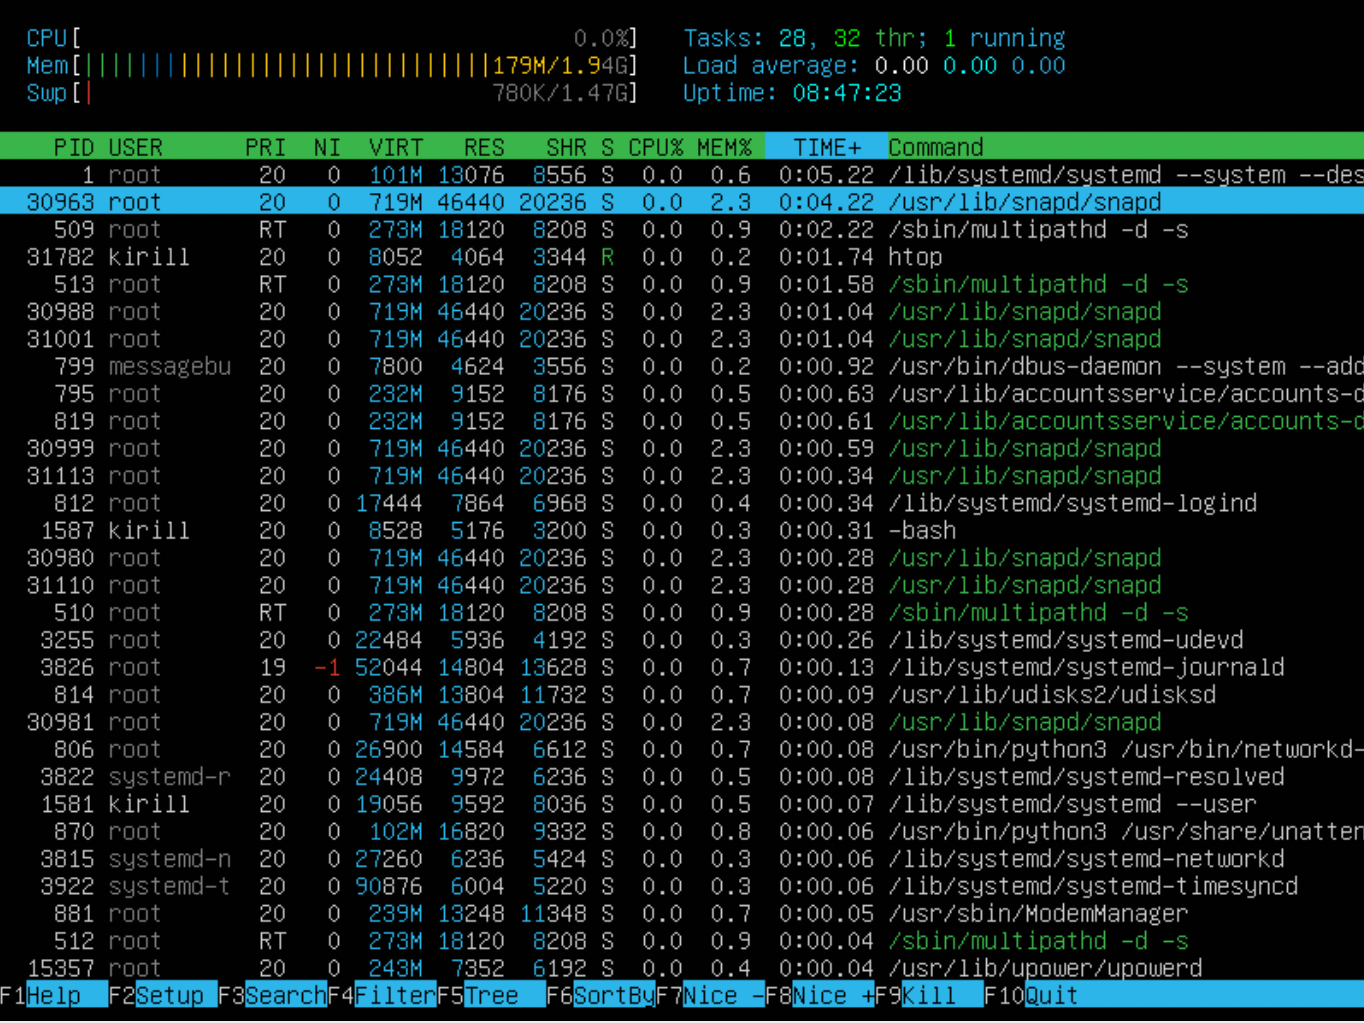 CPU[ 0.0%] Tasks: 28, 32 thr; 1 running
Mem[||||||||||||||||||||||||||||||179M/1.94G] Load average: 0.00 0.00 0.00
Swp[| 780K/1.47G] Uptime: 08:47:23
PID USER PRI NI VIRT RES SHR S CPU% MEM% TIME+ Command
1 root 20 0 101M 13076 8556 S 0.0 0.6 0:05.22 /lib/systemd/systemd --system --des
30963 root 20 0 719M 46440 20236 S 0.0 2.3 0:04.22 /usr/lib/snapd/snapd
509 root RT 0 273M 18120 8208 S 0.0 0.9 0:02.22 /sbin/multipathd -d -s
31782 kirill 20 0 8052 4064 3344 R 0.0 0.2 0:01.74 htop
513 root RT 0 273M 18120 8208 S 0.0 0.9 0:01.58 /sbin/multipathd -d -s
30988 root 20 0 719M 46440 20236 S 0.0 2.3 0:01.04 /usr/lib/snapd/snapd
31001 root 20 0 719M 46440 20236 S 0.0 2.3 0:01.04 /usr/lib/snapd/snapd
799 messagebu 20 0 7800 4624 3556 S 0.0 0.2 0:00.92 /usr/bin/dbus-daemon --system --add
795 root 20 0 232M 9152 8176 S 0.0 0.5 0:00.63 /usr/lib/accountsservice/accounts-d
819 root 20 0 232M 9152 8176 S 0.0 0.5 0:00.61 /usr/lib/accountsservice/accounts-d
30999 root 20 0 719M 46440 20236 S 0.0 2.3 0:00.59 /usr/lib/snapd/snapd
31113 root 20 0 719M 46440 20236 S 0.0 2.3 0:00.34 /usr/lib/snapd/snapd
812 root 20 0 17444 7864 6968 S 0.0 0.4 0:00.34 /lib/systemd/systemd-logind
1587 kirill 20 0 8528 5176 3200 S 0.0 0.3 0:00.31 -bash
30980 root 20 0 719M 46440 20236 S 0.0 2.3 0:00.28 /usr/lib/snapd/snapd
31110 root 20 0 719M 46440 20236 S 0.0 2.3 0:00.28 /usr/lib/snapd/snapd
510 root RT 0 273M 18120 8208 S 0.0 0.9 0:00.28 /sbin/multipathd -d -s
3255 root 20 0 22484 5936 4192 S 0.0 0.3 0:00.26 /lib/systemd/systemd-udevd
3826 root 19 -1 52044 14804 13628 S 0.0 0.7 0:00.13 /lib/systemd/systemd-journald
814 root 20 0 386M 13804 11732 S 0.0 0.7 0:00.09 /usr/lib/udisks2/udisksd
30981 root 20 0 719M 46440 20236 S 0.0 2.3 0:00.08 /usr/lib/snapd/snapd
806 root 20 0 26900 14584 6612 S 0.0 0.7 0:00.08 /usr/bin/python3 /usr/bin/networkd-
3822 systemd-r 20 0 24408 9972 6236 S 0.0 0.5 0:00.08 /lib/systemd/systemd-resolved
1581 kirill 20 0 19056 9592 8036 S 0.0 0.5 0:00.07 /lib/systemd/systemd --user
870 root 20 0 102M 16820 9332 S 0.0 0.8 0:00.06 /usr/bin/python3 /usr/share/unatten
3815 systemd-n 20 0 27260 6236 5424 S 0.0 0.3 0:00.06 /lib/systemd/systemd-networkd
3922 systemd-t 20 0 90876 6004 5220 S 0.0 0.3 0:00.06 /lib/systemd/systemd-timesyncd
881 root 20 0 239M 13248 11348 S 0.0 0.7 0:00.05 /usr/sbin/ModemManager
512 root RT 0 273M 18120 8208 S 0.0 0.9 0:00.04 /sbin/multipathd -d -s
15357 root 20 0 243M 7352 6192 S 0.0 0.4 0:00.04 /usr/lib/upower/upowerd
F1Help F2Setup F3SearchF4FilterF5Tree F6SortByF7Nice -F8Nice +F9Kill F10Quit